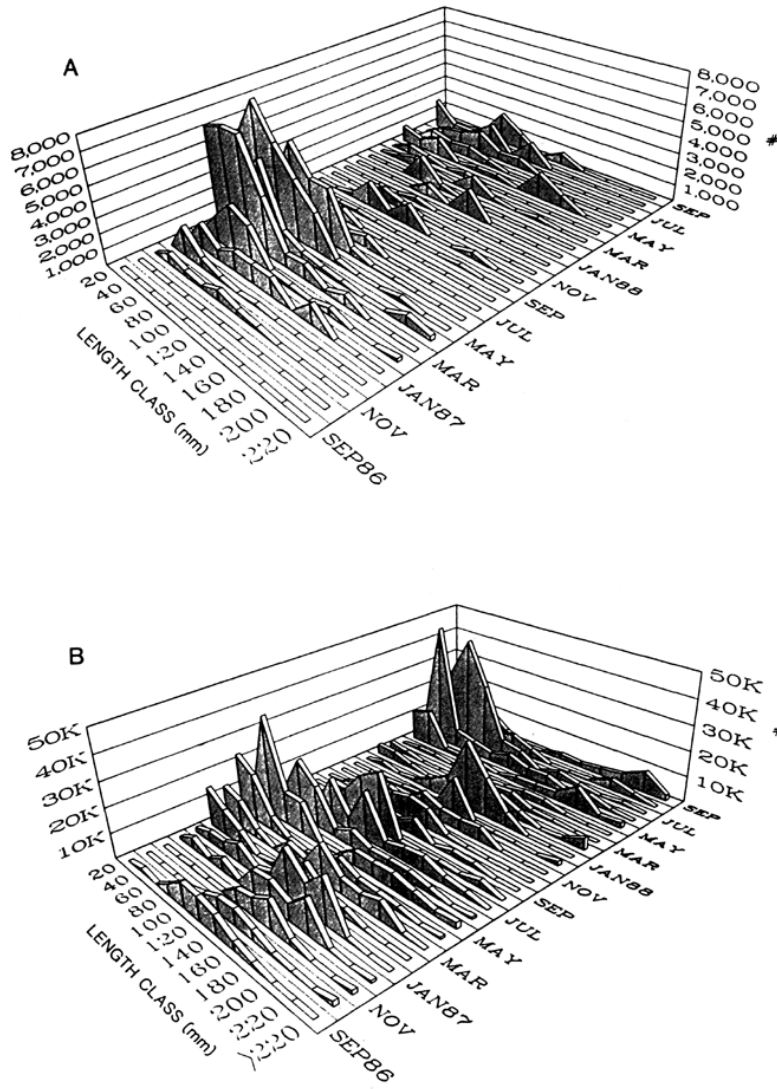 A
8,000
7,000
6,000
5,000
4,000
3,000
2,000
1,000
8,000
7,000
6,000
5,000
4,000
3,000
2,000
1,000
#
20
40
60
80
100
120
140
160
180
200
220
LENGTH CLASS (mm)
SEP86
NOV
JAN87
MAR
MAY
JUL
SEP
NOV
JAN88
MAR
MAY
JUL
SEP
B
50K
40K
30K
20K
10K
50K
40K
30K
20K
10K
20
40
60
80
100
120
140
160
180
200
220
LENGTH CLASS (mm)
SEP86
NOV
JAN87
MAR
MAY
JUL
SEP
NOV
JAN88
MAR
MAY
JUL
SEP